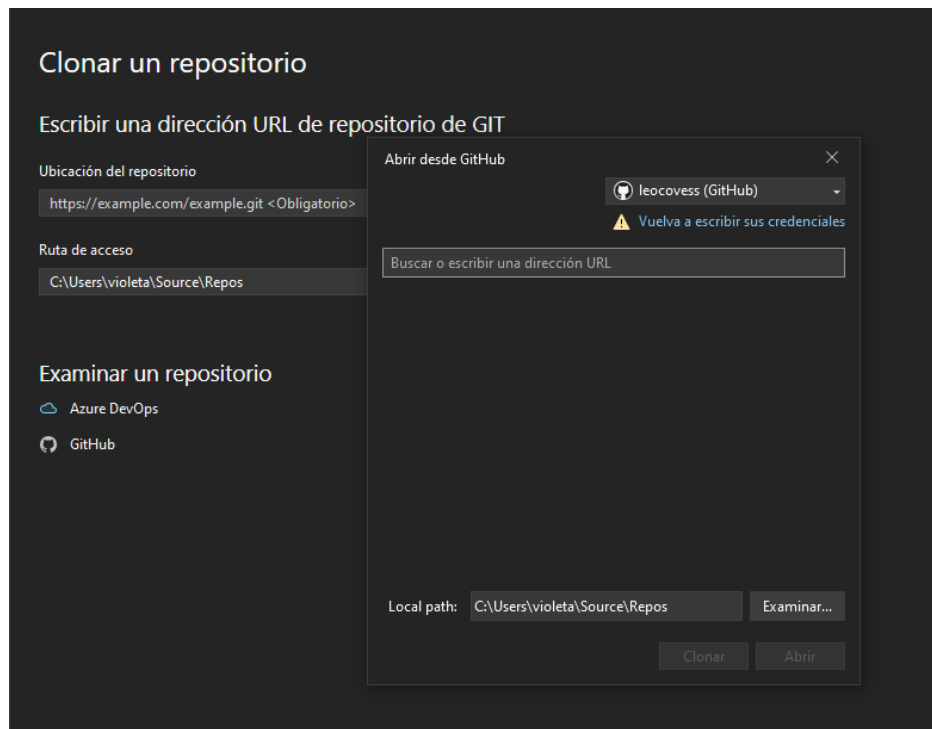 Clonar un repositorio
Escribir una dirección URL de repositorio de GIT
Ubicación del repositorio
https://example.com/example.git <Obligatorio>
Ruta de acceso
C:\Users\violeta\Source\Repos
Examinar un repositorio
Azure DevOps
GitHub
Abrir desde GitHub
leocovess (GitHub)
Vuelva a escribir sus credenciales
Buscar o escribir una dirección URL
Local path: C:\Users\violeta\Source\Repos Examinar...
Clonar Abrir